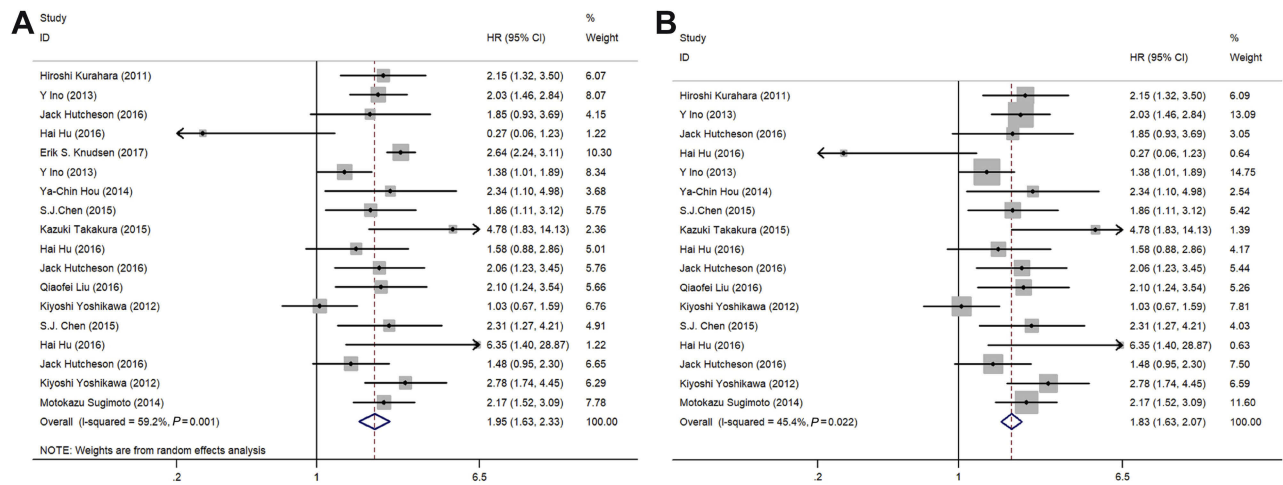 A
Study %
ID HR (95% CI) Weight
Hiroshi Kurahara (2011) 2.15 (1.32, 3.50) 6.07
Y Ino (2013) 2.03 (1.46, 2.84) 8.07
Jack Hutcheson (2016) 1.85 (0.93, 3.69) 4.15
Hai Hu (2016) 0.27 (0.06, 1.23) 1.22
Erik S. Knudsen (2017) 2.64 (2.24, 3.11) 10.30
Y Ino (2013) 1.38 (1.01, 1.89) 8.34
Ya-Chin Hou (2014) 2.34 (1.10, 4.98) 3.68
S.J.Chen (2015) 1.86 (1.11, 3.12) 5.75
Kazuki Takakura (2015) 4.78 (1.83, 14.13) 2.36
Hai Hu (2016) 1.58 (0.88, 2.86) 5.01
Jack Hutcheson (2016) 2.06 (1.23, 3.45) 5.76
Qiaofei Liu (2016) 2.10 (1.24, 3.54) 5.66
Kiyoshi Yoshikawa (2012) 1.03 (0.67, 1.59) 6.76
S.J. Chen (2015) 2.31 (1.27, 4.21) 4.91
Hai Hu (2016) 6.35 (1.40, 28.87) 1.22
Jack Hutcheson (2016) 1.48 (0.95, 2.30) 6.65
Kiyoshi Yoshikawa (2012) 2.78 (1.74, 4.45) 6.29
Motokazu Sugimoto (2014) 2.17 (1.52, 3.09) 7.78
Overall (I-squared = 59.2%, P = 0.001) 1.95 (1.63, 2.33) 100.00
NOTE: Weights are from random effects analysis
.2 1 6.5
B
Study %
ID HR (95% CI) Weight
Hiroshi Kurahara (2011) 2.15 (1.32, 3.50) 6.09
Y Ino (2013) 2.03 (1.46, 2.84) 13.09
Jack Hutcheson (2016) 1.85 (0.93, 3.69) 3.05
Hai Hu (2016) 0.27 (0.06, 1.23) 0.64
Y Ino (2013) 1.38 (1.01, 1.89) 14.75
Ya-Chin Hou (2014) 2.34 (1.10, 4.98) 2.54
S.J.Chen (2015) 1.86 (1.11, 3.12) 5.42
Kazuki Takakura (2015) 4.78 (1.83, 14.13) 1.39
Hai Hu (2016) 1.58 (0.88, 2.86) 4.17
Jack Hutcheson (2016) 2.06 (1.23, 3.45) 5.44
Qiaofei Liu (2016) 2.10 (1.24, 3.54) 5.26
Kiyoshi Yoshikawa (2012) 1.03 (0.67, 1.59) 7.81
S.J. Chen (2015) 2.31 (1.27, 4.21) 4.03
Hai Hu (2016) 6.35 (1.40, 28.87) 0.63
Jack Hutcheson (2016) 1.48 (0.95, 2.30) 7.50
Kiyoshi Yoshikawa (2012) 2.78 (1.74, 4.45) 6.59
Motokazu Sugimoto (2014) 2.17 (1.52, 3.09) 11.60
Overall (I-squared = 45.4%, P = 0.022) 1.83 (1.63, 2.07) 100.00
.2 1 6.5